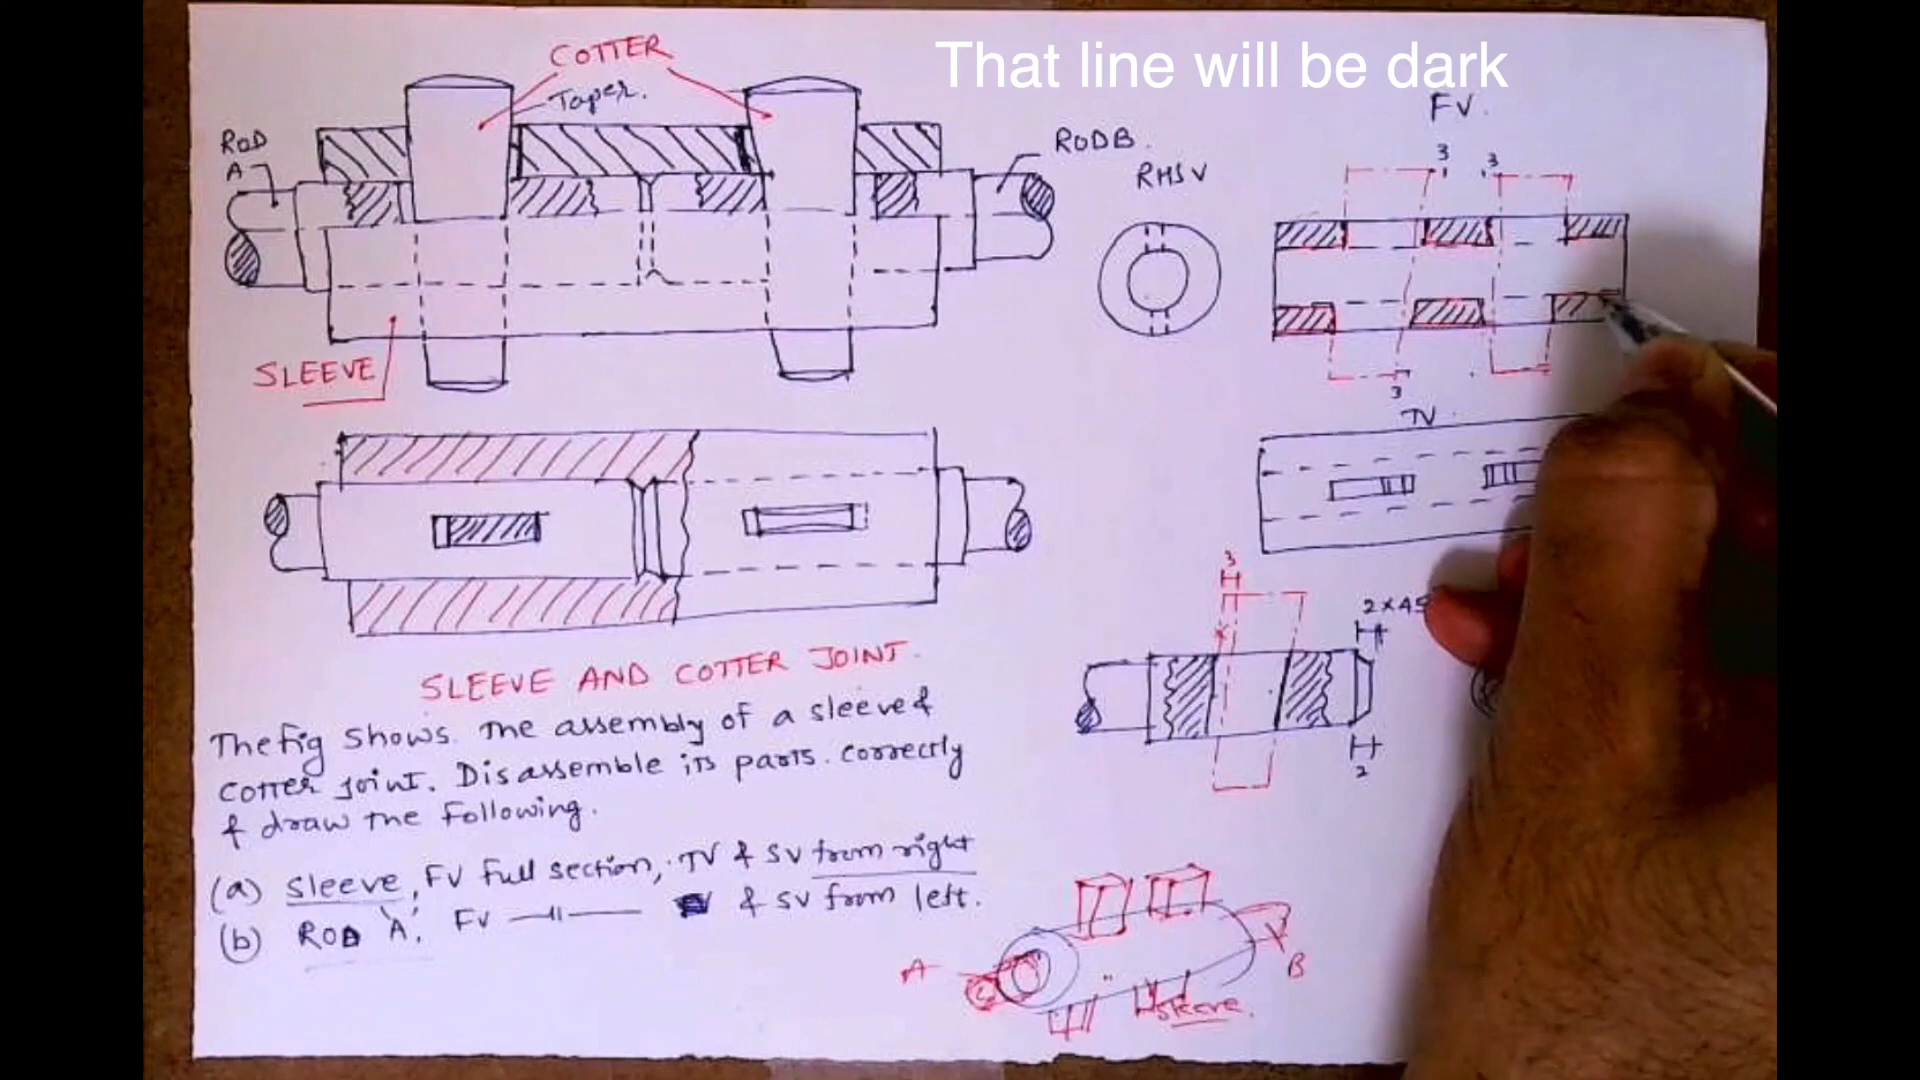 That line will be dark
COTTER
Taper.
ROD
A
ROD B.
RHSV
FV.
3
3
SLEEVE
3
TV
3
2×45
2
SLEEVE AND COTTER JOINT.
The fig shows. The assembly of a sleeve &
cotter joint. Disassemble its parts. correctly
& draw the following.
(a) sleeve, FV full section, TV & SV from right
(b) ROD 'A'. FV —〃— & SV from left.
A
B
sleeve.